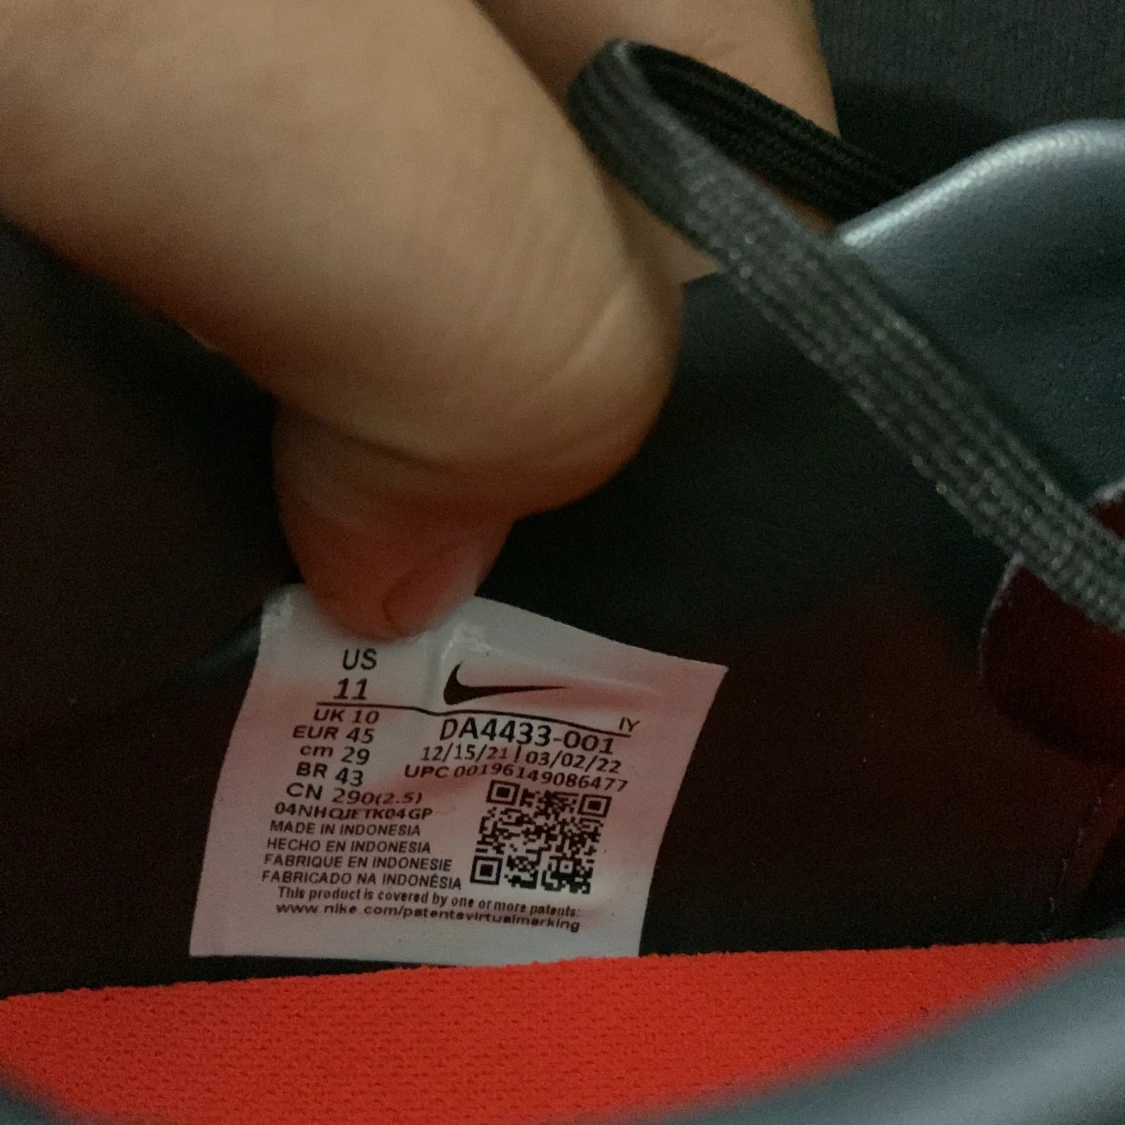 US
11
UK 10
EUR 45
cm 29
BR 43
CN 290(2.5)
IY
DA4433-001
12/15/21 | 03/02/22
UPC 00196149086477
MADE IN INDONESIA
HECHO EN INDONESIA
FABRIQUE EN INDONESIE
FABRICADO NA INDONÉSIA
This product is covered by one or more patents:
www.nike com/patentsvirtualmarking